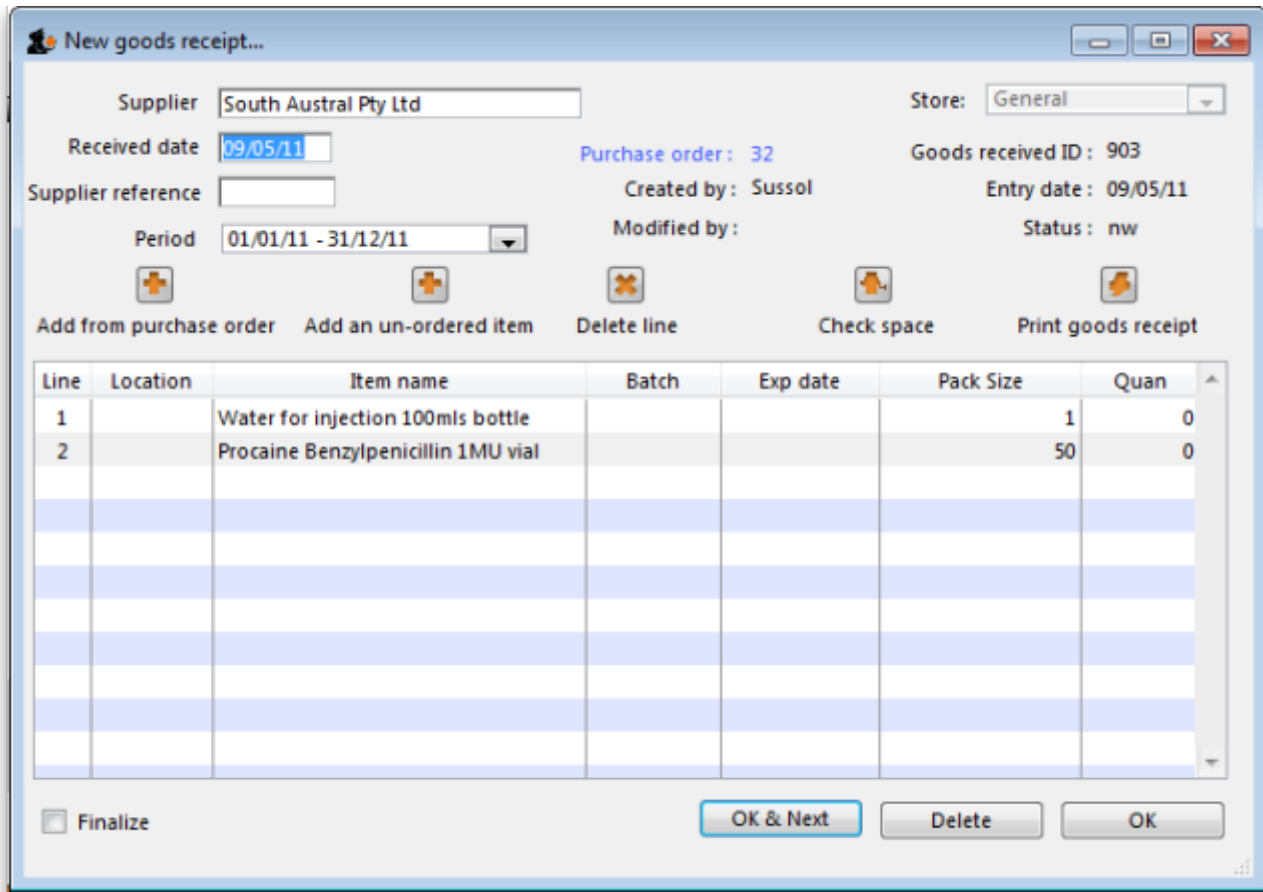 New goods receipt...
Supplier South Austral Pty Ltd Store: General
Received date 09/05/11 Purchase order : 32 Goods received ID : 903
Supplier reference Created by : Sussol Entry date : 09/05/11
Period 01/01/11 - 31/12/11 Modified by : Status : nw
Add from purchase order Add an un-ordered item Delete line Check space Print goods receipt
Line Location Item name Batch Exp date Pack Size Quan
1 Water for injection 100mls bottle 1 0
2 Procaine Benzylpenicillin 1MU vial 50 0
Finalize OK & Next Delete OK